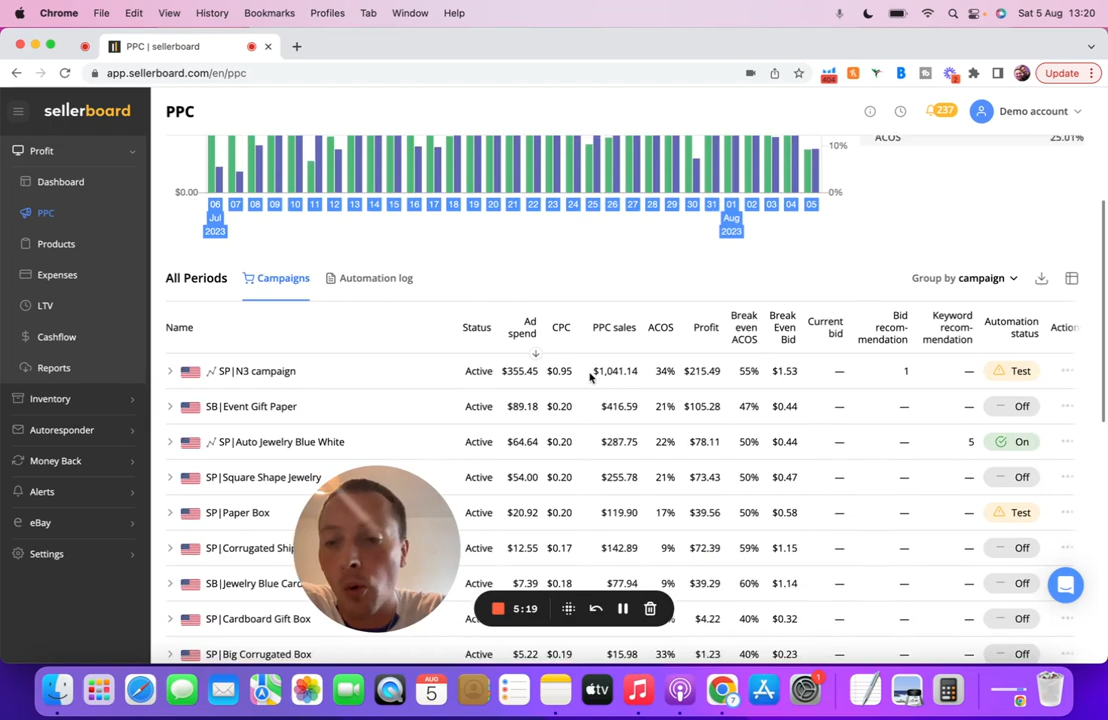 Chrome File Edit View History Bookmarks Profiles Tab Window Help Sat 5 Aug 13:20
PPC | sellerboard
app.sellerboard.com/en/ppc 404 2 Update
sellerboard PPC 237 Demo account
Profit
Dashboard
PPC
Products
Expenses
LTV
Cashflow
Reports
Inventory
Autoresponder
Money Back
Alerts
eBay
Settings
ACOS 25.01%
10%
$0.00 0%
06 07 08 09 10 11 12 13 14 15 16 17 18 19 20 21 22 23 24 25 26 27 28 29 30 31 01 02 03 04 05
Jul Aug
2023 2023
All Periods Campaigns Automation log Group by campaign
Name Status Ad spend CPC PPC sales ACOS Profit Break even ACOS Break Even Bid Current bid Bid recom-mendation Keyword recom-mendation Automation status Action
SP|N3 campaign Active $355.45 $0.95 $1,041.14 34% $215.49 55% $1.53 — 1 — Test
SB|Event Gift Paper Active $89.18 $0.20 $416.59 21% $105.28 47% $0.44 — — — Off
SP|Auto Jewelry Blue White Active $64.64 $0.20 $287.75 22% $78.11 50% $0.44 — — 5 On
SP|Square Shape Jewelry Active $54.00 $0.20 $255.78 21% $73.43 50% $0.47 — — — Off
SP|Paper Box Active $20.92 $0.20 $119.90 17% $39.56 50% $0.58 — — — Test
SP|Corrugated Active $12.55 $0.17 $142.89 9% $72.39 59% $1.15 — — — Off
SB|Jewelry Blue Active $7.39 $0.18 $77.94 9% $39.29 60% $1.14 — — — Off
SP|Cardboard Gift Box $4.22 40% $0.32 — — — Off
SP|Big Corrugated Box Active $5.22 $0.19 $15.98 33% $1.23 40% $0.23 — — — Off
5:19
AUG
5
7
1